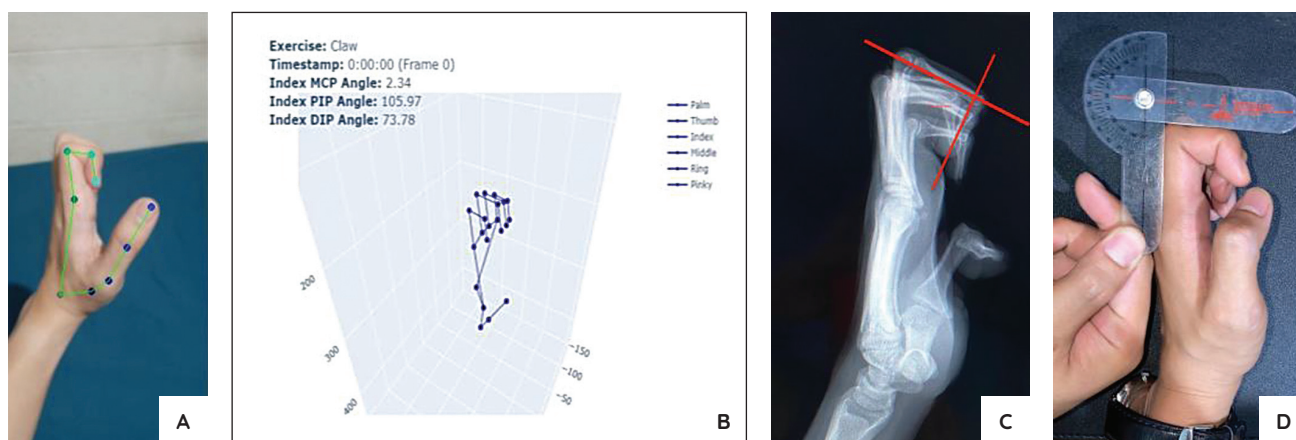 Exercise: Claw
Timestamp: 0:00:00 (Frame 0)
Index MCP Angle: 2.34
Index PIP Angle: 105.97
Index DIP Angle: 73.78
Palm
Thumb
Index
Middle
Ring
Pinky
200
300
400
−150
−100
−50
A
B
C
D